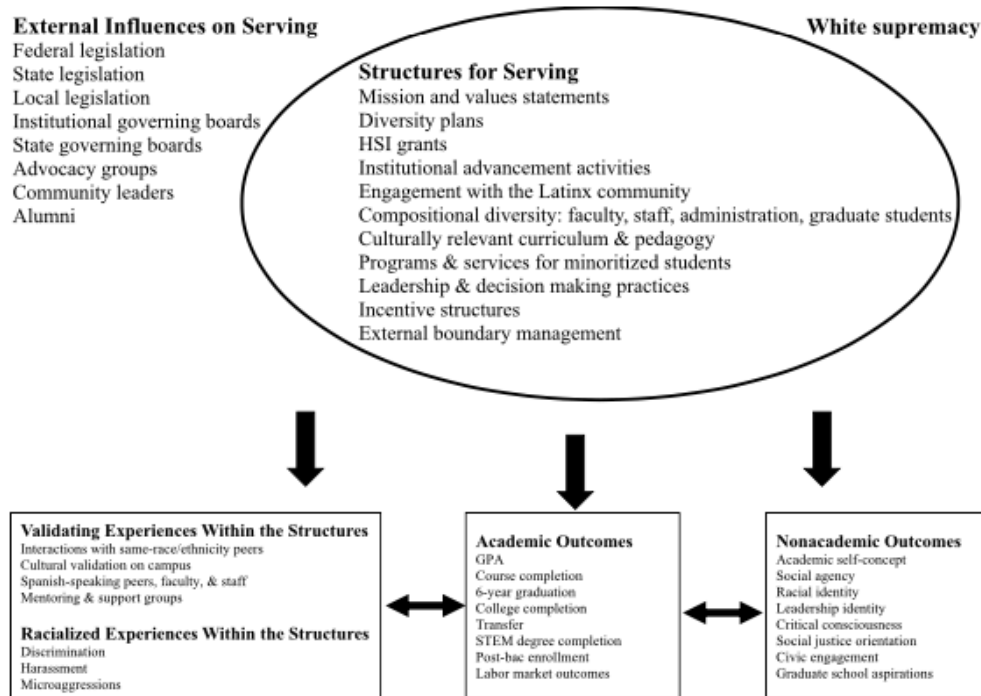 External Influences on Serving
Federal legislation
State legislation
Local legislation
Institutional governing boards
State governing boards
Advocacy groups
Community leaders
Alumni
White supremacy
Structures for Serving
Mission and values statements
Diversity plans
HSI grants
Institutional advancement activities
Engagement with the Latinx community
Compositional diversity: faculty, staff, administration, graduate students
Culturally relevant curriculum & pedagogy
Programs & services for minoritized students
Leadership & decision making practices
Incentive structures
External boundary management
Validating Experiences Within the Structures
Interactions with same-race/ethnicity peers
Cultural validation on campus
Spanish-speaking peers, faculty, & staff
Mentoring & support groups
Racialized Experiences Within the Structures
Discrimination
Harassment
Microaggressions
Academic Outcomes
GPA
Course completion
6-year graduation
College completion
Transfer
STEM degree completion
Post-bac enrollment
Labor market outcomes
Nonacademic Outcomes
Academic self-concept
Social agency
Racial identity
Leadership identity
Critical consciousness
Social justice orientation
Civic engagement
Graduate school aspirations